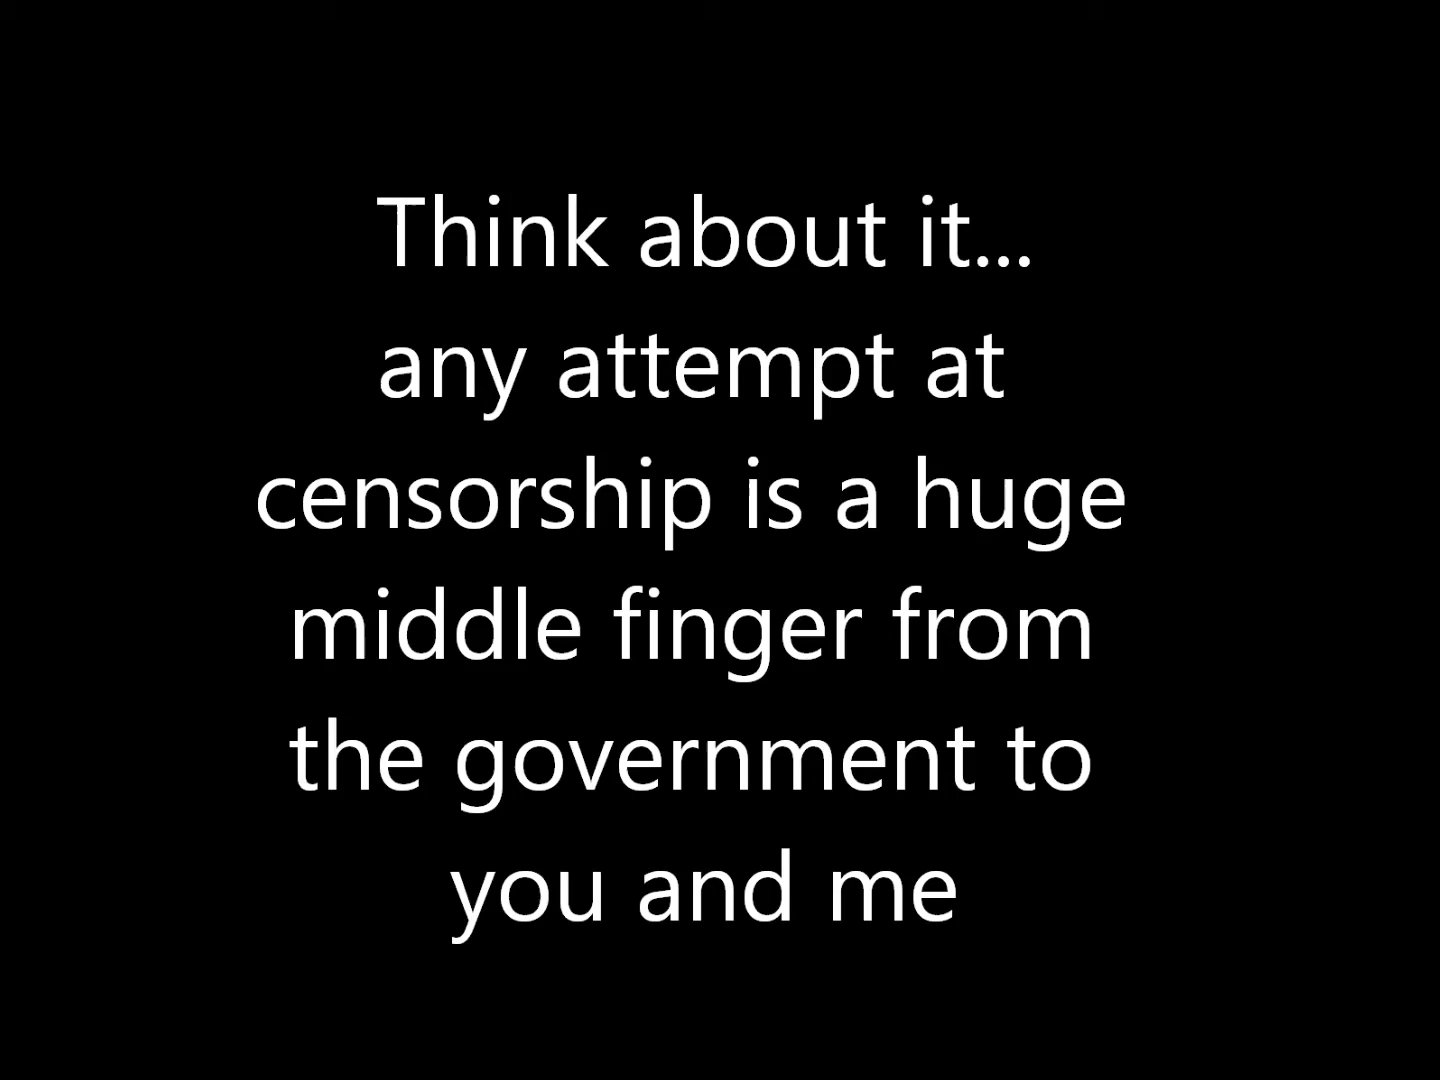 Think about it...
any attempt at
censorship is a huge
middle finger from
the government to
you and me